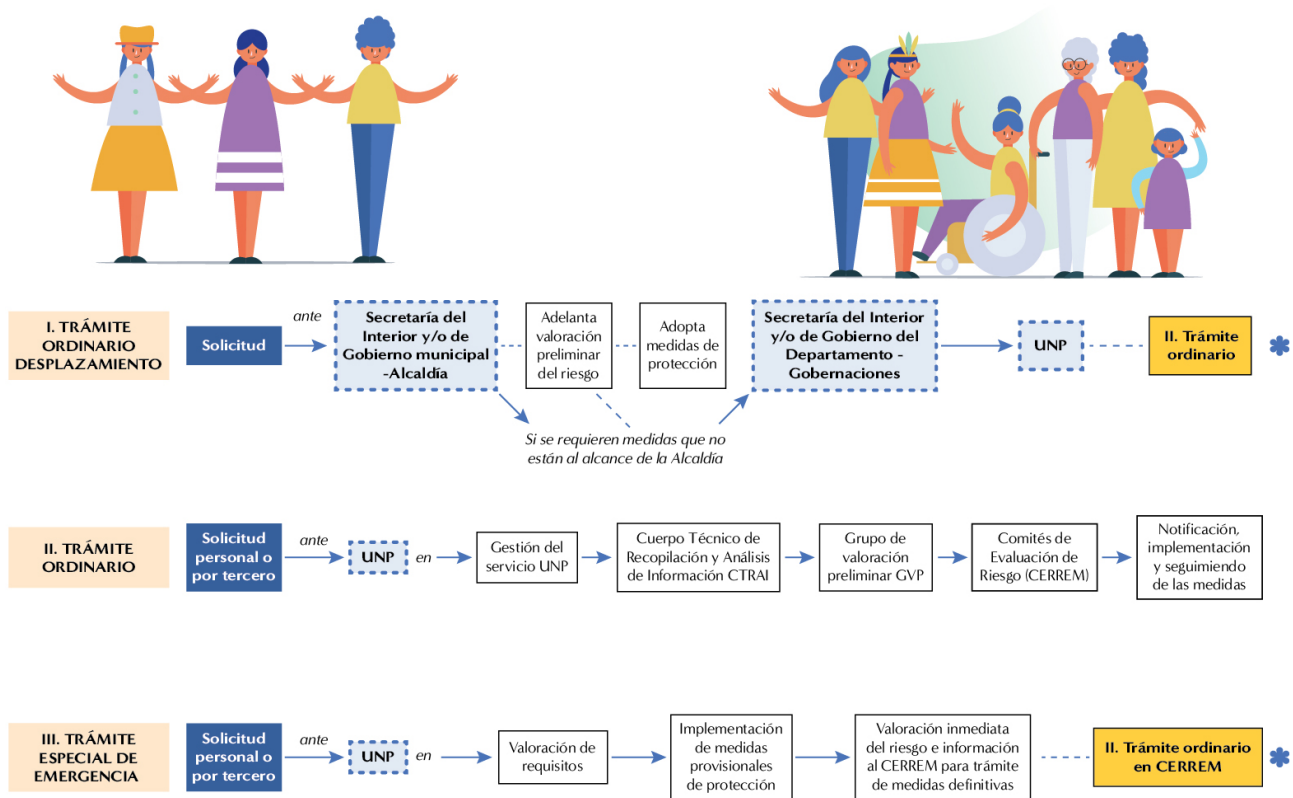 I. TRÁMITE
ORDINARIO
DESPLAZAMIENTO
Solicitud
ante
Secretaría del
Interior y/o de
Gobierno municipal
-Alcaldía
Adelanta
valoración
preliminar
del riesgo
Adopta
medidas de
protección
Secretaría del Interior
y/o de Gobierno del
Departamento -
Gobernaciones
UNP
II. Trámite
ordinario
*
Si se requieren medidas que no
están al alcance de la Alcaldía
II. TRÁMITE
ORDINARIO
Solicitud
personal o
por tercero
ante
UNP
en
Gestión del
servicio UNP
Cuerpo Técnico de
Recopilación y Análisis
de Información CTRAI
Grupo de
valoración
preliminar GVP
Comités de
Evaluación de
Riesgo (CERREM)
Notificación,
implementación
y seguimiendo
de las medidas
III. TRÁMITE
ESPECIAL DE
EMERGENCIA
Solicitud
personal o
por tercero
ante
UNP
en
Valoración de
requisitos
Implementación
de medidas
provisionales
de protección
Valoración inmediata
del riesgo e información
al CERREM para trámite
de medidas definitivas
II. Trámite ordinario
en CERREM
*